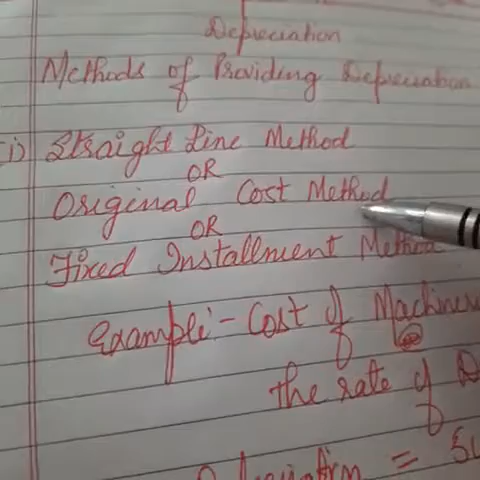 Depreciation
Methods of Providing Depreciation
i) Straight Line Method
OR
Original Cost Method
OR
Fixed Installment Method
Example:- Cost of
the rate of
=